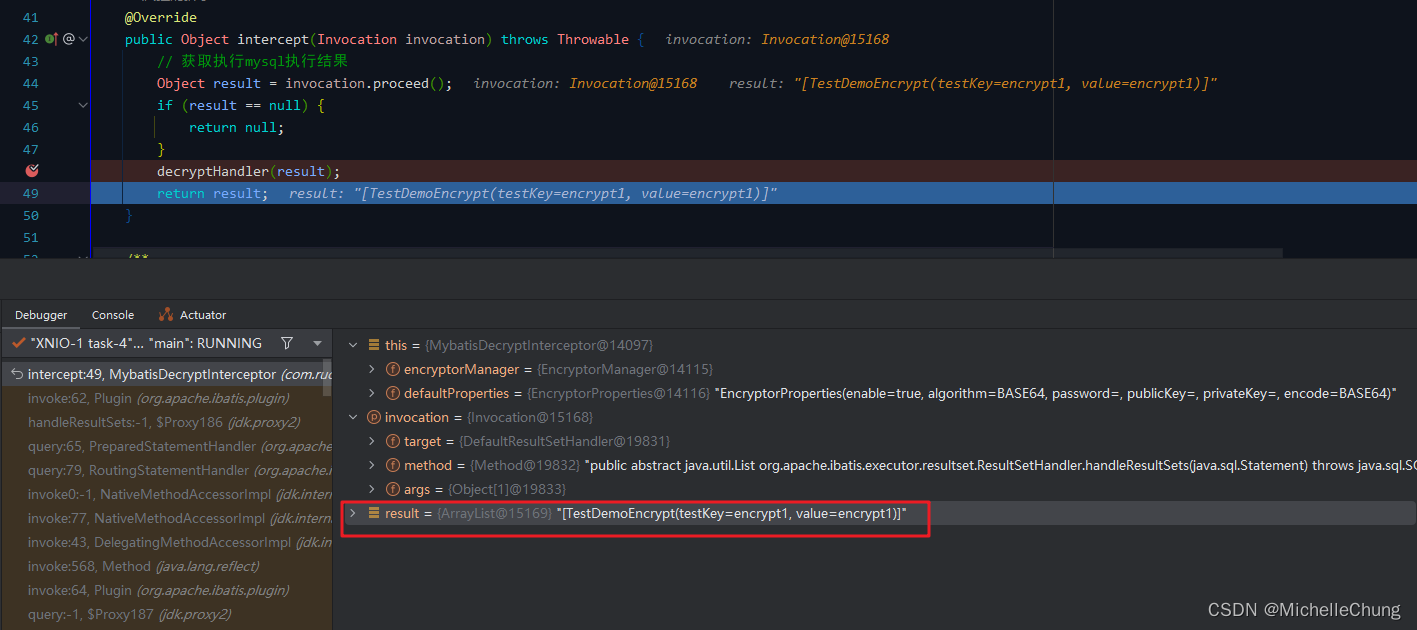 41 @Override
42 @ public Object intercept(Invocation invocation) throws Throwable { invocation: Invocation@15168
43 // 获取执行mysql执行结果
44 Object result = invocation.proceed(); invocation: Invocation@15168 result: "[TestDemoEncrypt(testKey=encrypt1, value=encrypt1)]"
45 if (result == null) {
46 return null;
47 }
decryptHandler(result);
49 return result; result: "[TestDemoEncrypt(testKey=encrypt1, value=encrypt1)]"
50 }
51
52 /**
Debugger Console Actuator
"XNIO-1 task-4"... "main": RUNNING
intercept:49, MybatisDecryptInterceptor (com.ruo
invoke:62, Plugin (org.apache.ibatis.plugin)
handleResultSets:-1, $Proxy186 (jdk.proxy2)
query:65, PreparedStatementHandler (org.apache
query:79, RoutingStatementHandler (org.apache.i
invoke0:-1, NativeMethodAccessorImpl (jdk.intern
invoke:77, NativeMethodAccessorImpl (jdk.intern
invoke:43, DelegatingMethodAccessorImpl (jdk.in
invoke:568, Method (java.lang.reflect)
invoke:64, Plugin (org.apache.ibatis.plugin)
query:-1, $Proxy187 (jdk.proxy2)
this = {MybatisDecryptInterceptor@14097}
f encryptorManager = {EncryptorManager@14115}
f defaultProperties = {EncryptorProperties@14116} "EncryptorProperties(enable=true, algorithm=BASE64, password=, publicKey=, privateKey=, encode=BASE64)"
p invocation = {Invocation@15168}
f target = {DefaultResultSetHandler@19831}
f method = {Method@19832} "public abstract java.util.List org.apache.ibatis.executor.resultset.ResultSetHandler.handleResultSets(java.sql.Statement) throws java.sql.SQ
f args = {Object[1]@19833}
result = {ArrayList@15169} "[TestDemoEncrypt(testKey=encrypt1, value=encrypt1)]"
CSDN @MichelleChung